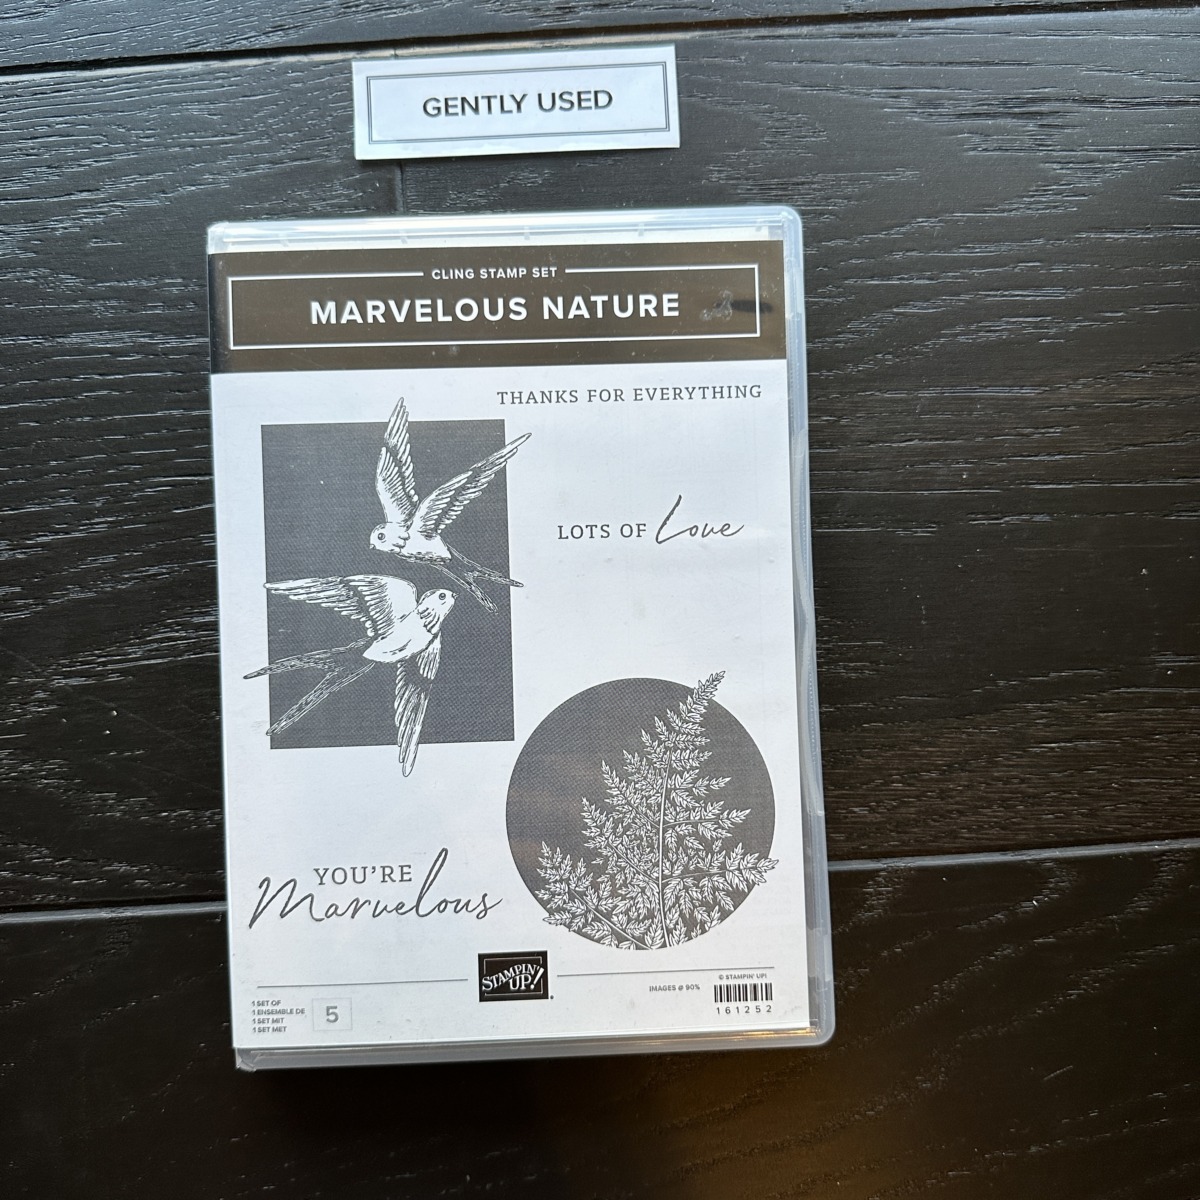 GENTLY USED
CLING STAMP SET
MARVELOUS NATURE
THANKS FOR EVERYTHING
LOTS OF Love
YOU'RE
Marvelous
STAMPIN'
UP!
© STAMPIN' UP!
IMAGES @ 90%
161252
1 SET OF
1 ENSEMBLE DE
1 SET MIT
1 SET MET
5